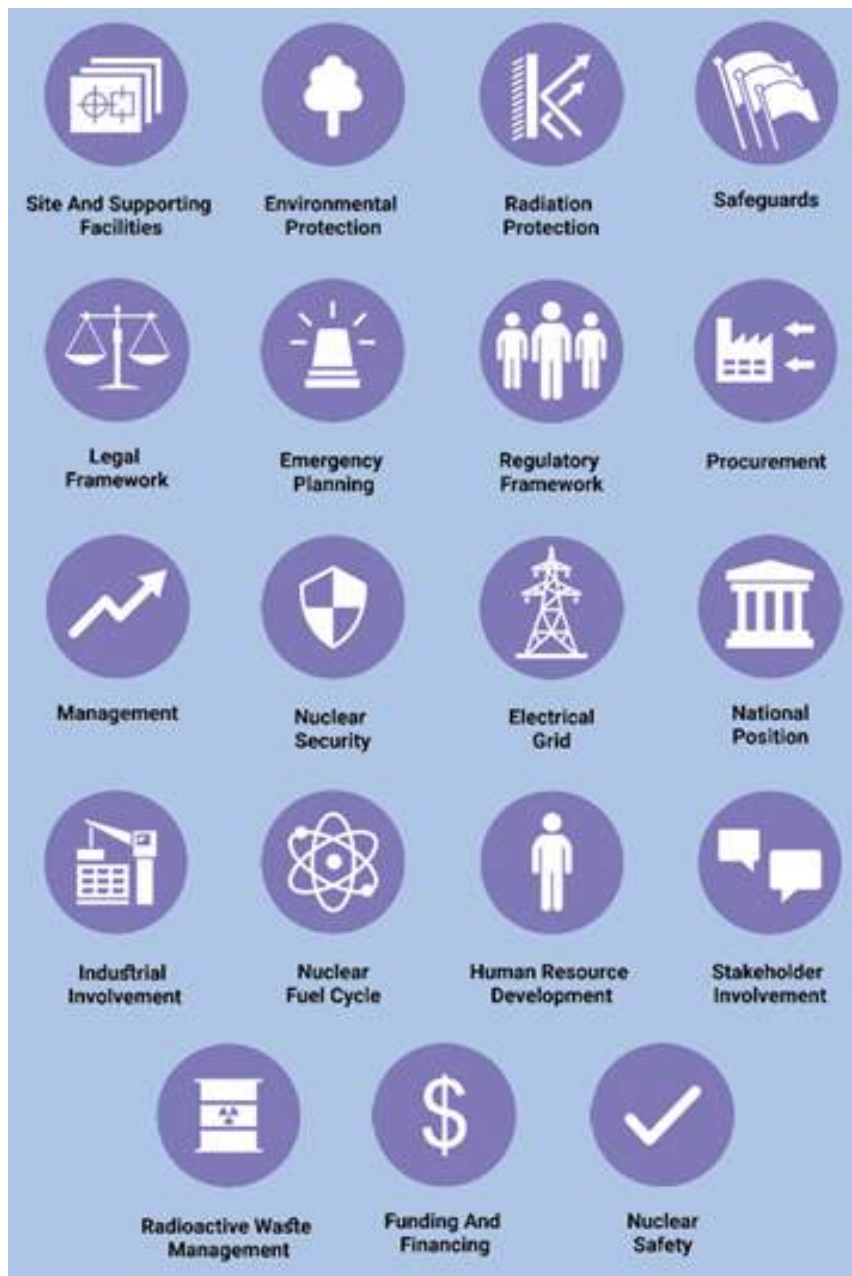 Site And Supporting
Facilities
Environmental
Protection
Radiation
Protection
Safeguards
Legal
Framework
Emergency
Planning
Regulatory
Framework
Procurement
Management
Nuclear
Security
Electrical
Grid
National
Position
Industrial
Involvement
Nuclear
Fuel Cycle
Human Resource
Development
Stakeholder
Involvement
Radioactive Waste
Management
$
Funding And
Financing
Nuclear
Safety